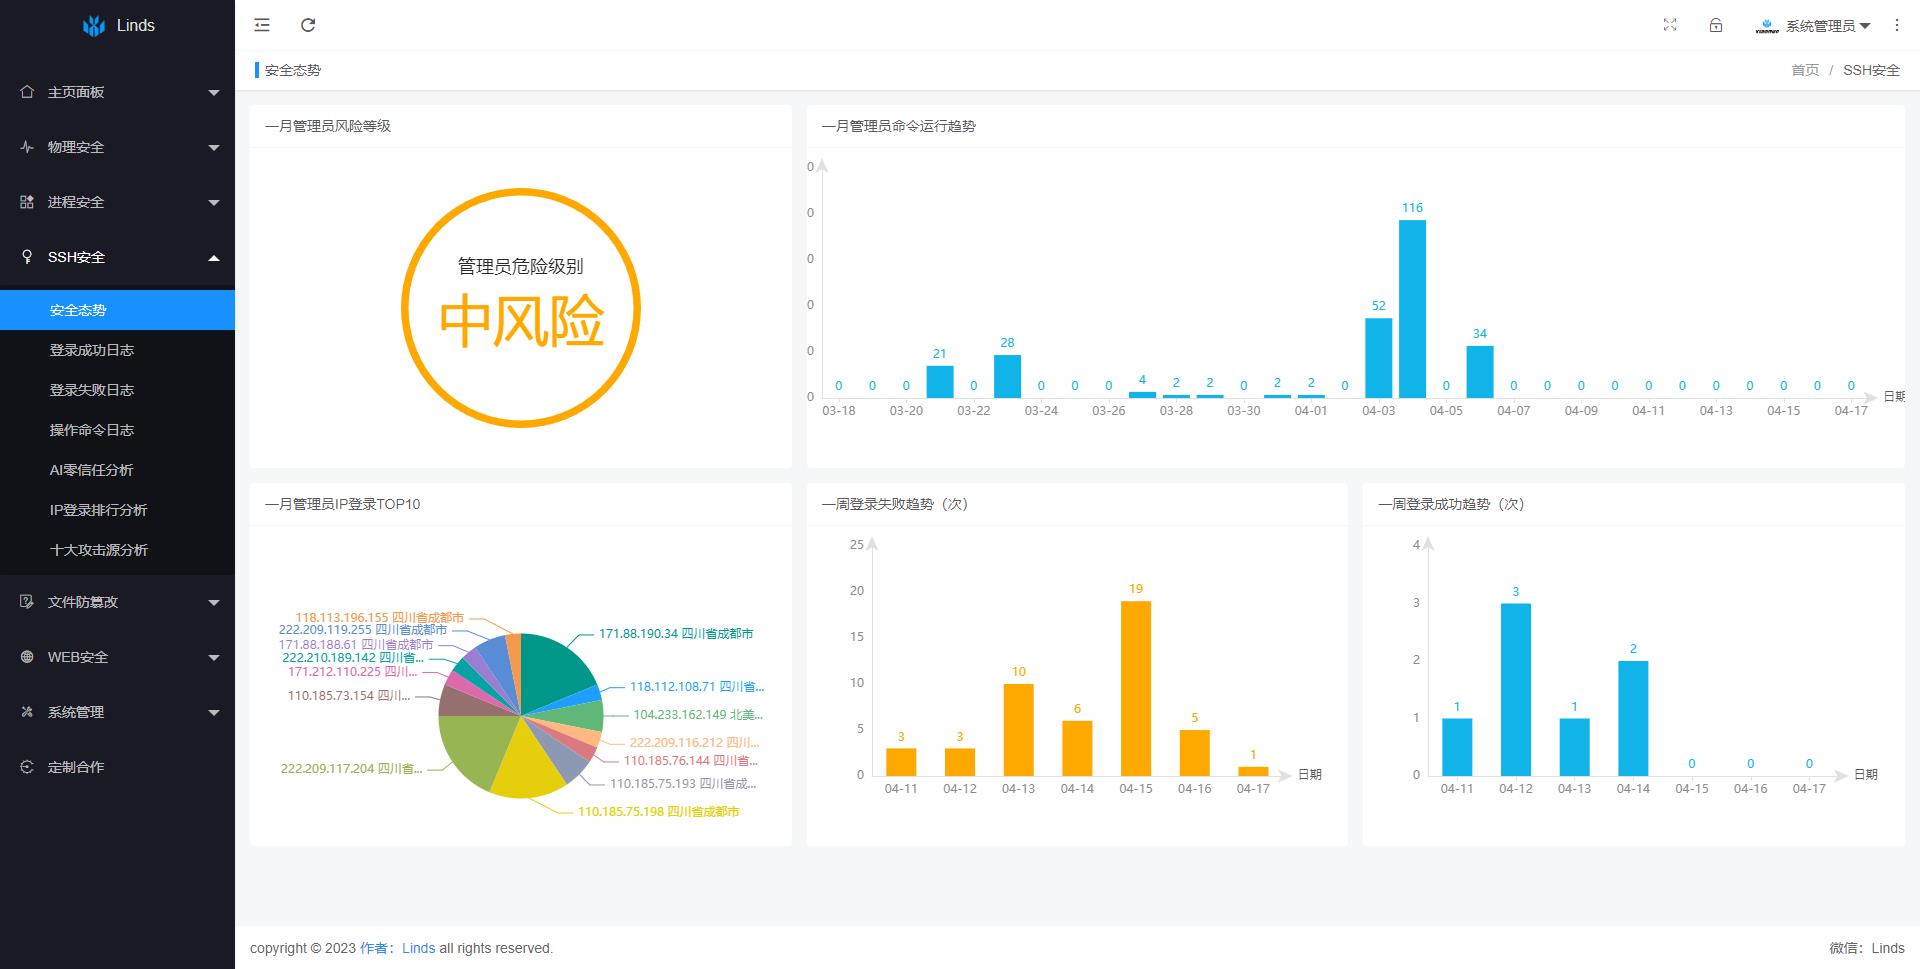 Linds
系统管理员
主页面板
物理安全
进程安全
SSH安全
安全态势
登录成功日志
登录失败日志
操作命令日志
AI零信任分析
IP登录排行分析
十大攻击源分析
文件防篡改
WEB安全
系统管理
定制合作
安全态势
首页 / SSH安全
一月管理员风险等级
管理员危险级别
中风险
一月管理员命令运行趋势
0
0
0
0
0
0
0 0 0 21 0 28 0 0 0 4 2 2 0 2 2 0 52 116 0 34 0 0 0 0 0 0 0 0 0 0 0
03-18 03-20 03-22 03-24 03-26 03-28 03-30 04-01 04-03 04-05 04-07 04-09 04-11 04-13 04-15 04-17
日期
一月管理员IP登录TOP10
118.113.196.155 四川省成都市
222.209.119.255 四川省成都市
171.88.188.61 四川省成都市
222.210.189.142 四川省...
171.212.110.225 四川...
110.185.73.154 四川...
222.209.117.204 四川省...
171.88.190.34 四川省成都市
118.112.108.71 四川省...
104.233.162.149 北美...
222.209.116.212 四川...
110.185.76.144 四川省...
110.185.75.193 四川省成...
110.185.75.198 四川省成都市
一周登录失败趋势（次）
25
20
15
10
5
0
3 3 10 6 19 5 1
04-11 04-12 04-13 04-14 04-15 04-16 04-17
日期
一周登录成功趋势（次）
4
3
2
1
0
1 3 1 2 0 0 0
04-11 04-12 04-13 04-14 04-15 04-16 04-17
日期
copyright © 2023 作者：Linds all rights reserved.
微信：Linds